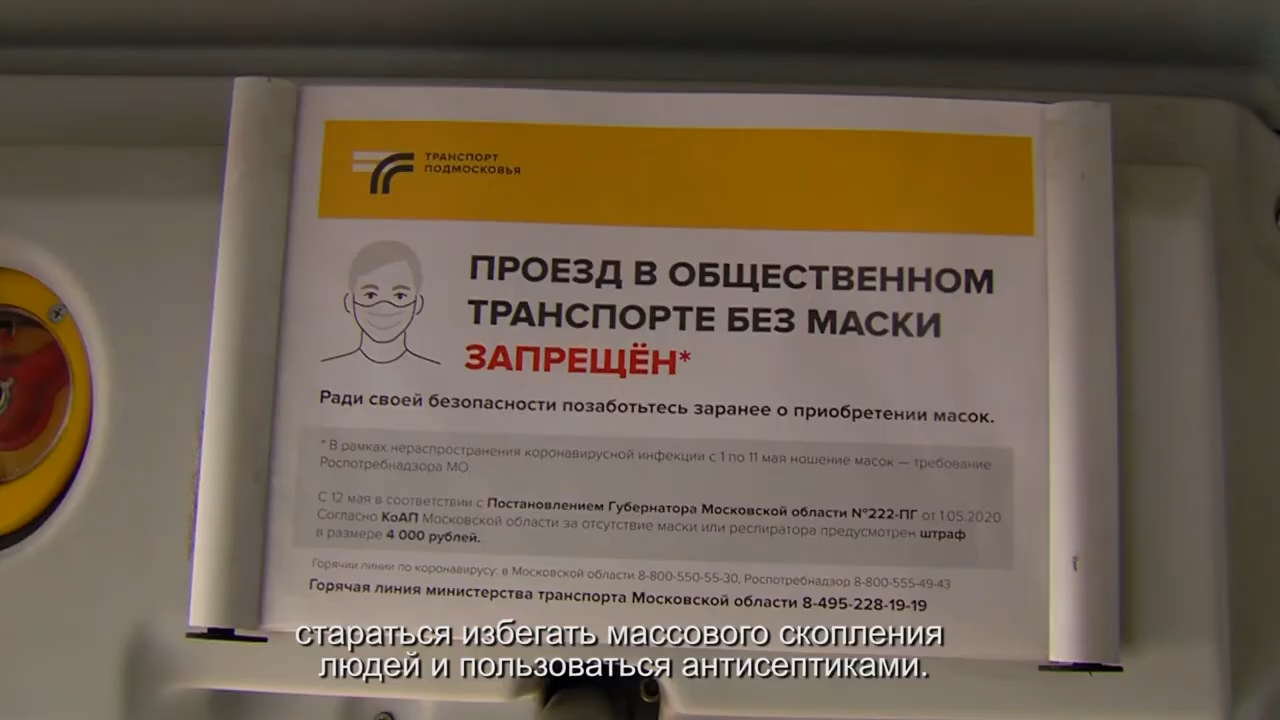 ТРАНСПОРТ
ПОДМОСКОВЬЯ
ПРОЕЗД В ОБЩЕСТВЕННОМ
ТРАНСПОРТЕ БЕЗ МАСКИ
ЗАПРЕЩЁН*
Ради своей безопасности позаботьтесь заранее о приобретении масок.
* В рамках нераспространения коронавирусной инфекции с 1 по 11 мая ношение масок — требование
Роспотребнадзора МО.
С 12 мая в соответствии с Постановлением Губернатора Московской области №222-ПГ от 1.05.2020
Согласно КоАП Московской области за отсутствие маски или респиратора предусмотрен штраф
в размере 4 000 рублей.
Горячии линии по коронавирусу: в Московской области 8-800-550-55-30, Роспотребнадзор 8-800-555-49-43
Горячая линия министерства транспорта Московской области 8-495-228-19-19
стараться избегать массового скопления
людей и пользоваться антисептиками.